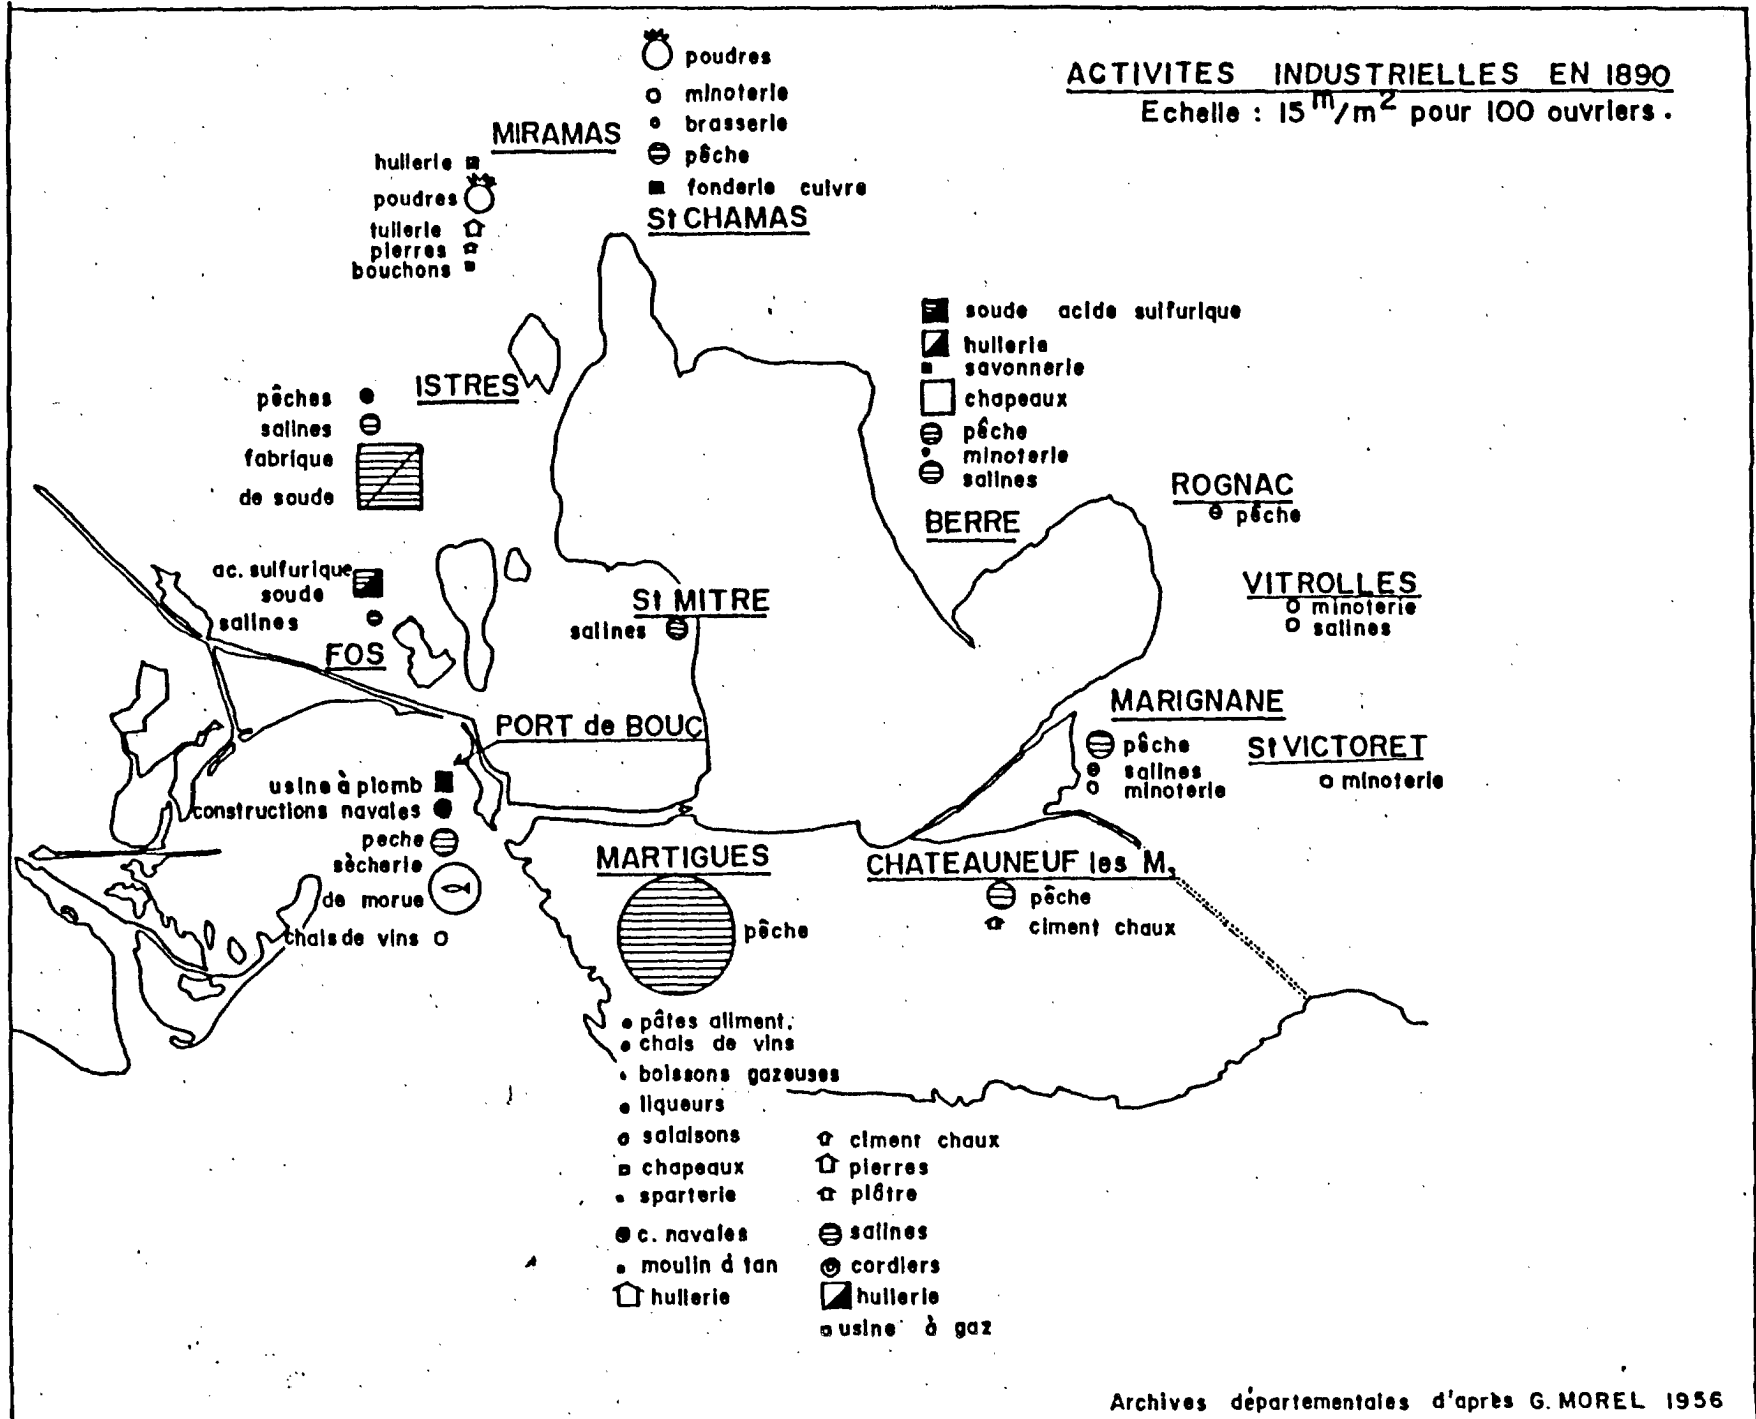 ACTIVITES INDUSTRIELLES EN 1890
Echelle : 15 m/m² pour 100 ouvriers.
poudres
minoterie
brasserie
pêche
fonderie cuivre
St CHAMAS
MIRAMAS
huilerie
poudres
tuilerie
pierres
bouchons
ISTRES
pêches
salines
fabrique
de soude
soude acide sulfurique
huilerie
savonnerie
chapeaux
pêche
minoterie
salines
BERRE
ROGNAC
pêche
VITROLLES
minoterie
salines
ac. sulfurique
soude
salines
FOS
St MITRE
salines
MARIGNANE
pêche
salines
minoterie
St VICTORET
minoterie
PORT de BOUC
usine à plomb
constructions navales
peche
sècherie
de morue
chais de vins
MARTIGUES
pêche
CHATEAUNEUF les M.
pêche
ciment chaux
pâtes aliment.
chais de vins
boissons gazeuses
liqueurs
salaisons
chapeaux
sparterie
c. navales
moulin à tan
huilerie
ciment chaux
pierres
plâtre
salines
cordiers
huilerie
usine à gaz
Archives départementales d'après G. MOREL 1956